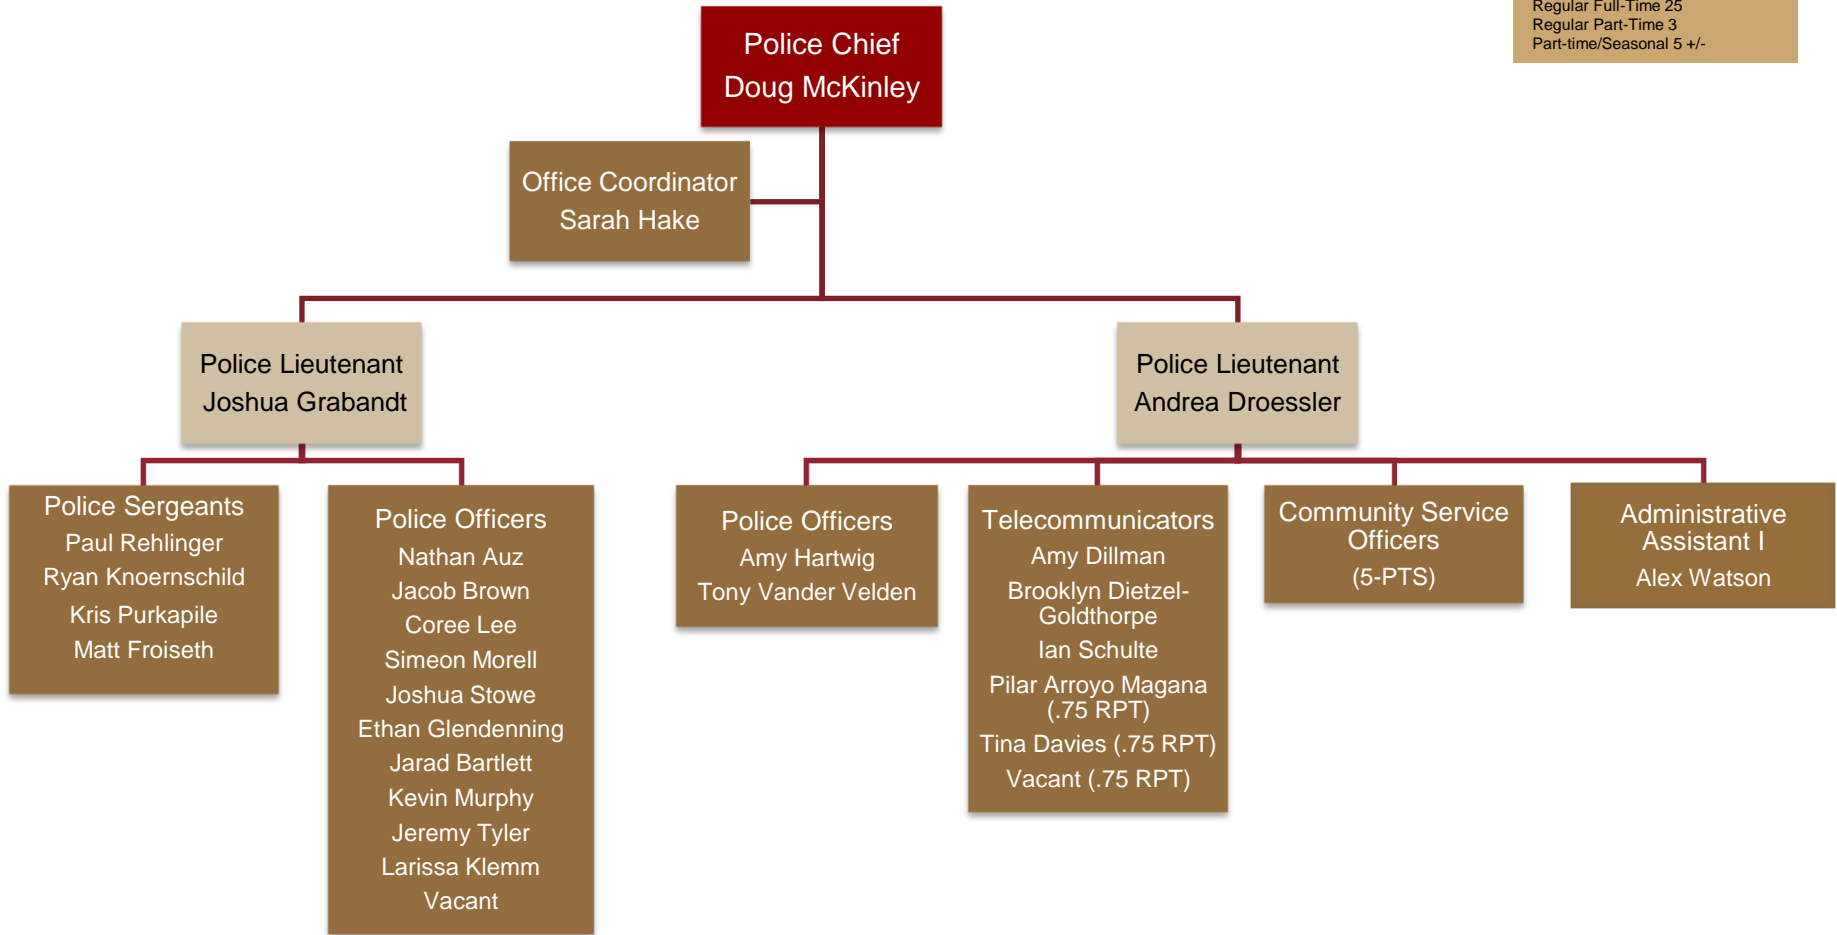 Regular Full-Time 25
Regular Part-Time 3
Part-time/Seasonal 5 +/-
Police Chief
Doug McKinley
Office Coordinator
Sarah Hake
Police Lieutenant
Joshua Grabandt
Police Lieutenant
Andrea Droessler
Police Sergeants
Paul Rehlinger
Ryan Knoernschild
Kris Purkapile
Matt Froiseth
Police Officers
Nathan Auz
Jacob Brown
Coree Lee
Simeon Morell
Joshua Stowe
Ethan Glendenning
Jarad Bartlett
Kevin Murphy
Jeremy Tyler
Larissa Klemm
Vacant
Police Officers
Amy Hartwig
Tony Vander Velden
Telecommunicators
Amy Dillman
Brooklyn Dietzel-
Goldthorpe
Ian Schulte
Pilar Arroyo Magana
(.75 RPT)
Tina Davies (.75 RPT)
Vacant (.75 RPT)
Community Service
Officers
(5-PTS)
Administrative
Assistant I
Alex Watson